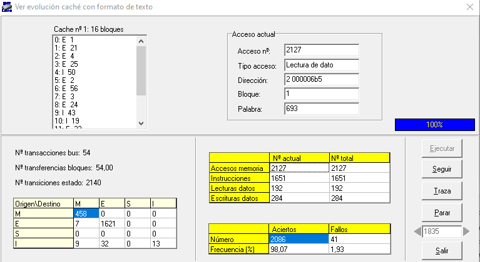 Ver evolución caché con formato de texto
Cache nº 1: 16 bloques
0: E 1
1: E 21
2: E 4
3: E 25
4: I 50
5: E 2
6: E 56
7: E 3
8: E 24
9: I 43
10: I 19
Acceso actual
Acceso nº: 2127
Tipo acceso: Lectura de dato
Dirección: 2 000006b5
Bloque: 1
Palabra: 693
100%
Nº transacciones bus: 54
Nº transferencias bloques: 54,00
Nº transiciones estado: 2140
Origen\Destino M E S I
M 458 0 0 0
E 7 1621 0 0
S 0 0 0 0
I 9 32 0 13
Nº actual Nº total
Accesos memoria 2127 2127
Instrucciones 1651 1651
Lecturas datos 192 192
Escrituras datos 284 284
Aciertos Fallos
Número 2086 41
Frecuencia (%) 98,07 1,93
Ejecutar
Seguir
Traza
Parar
1835
Salir